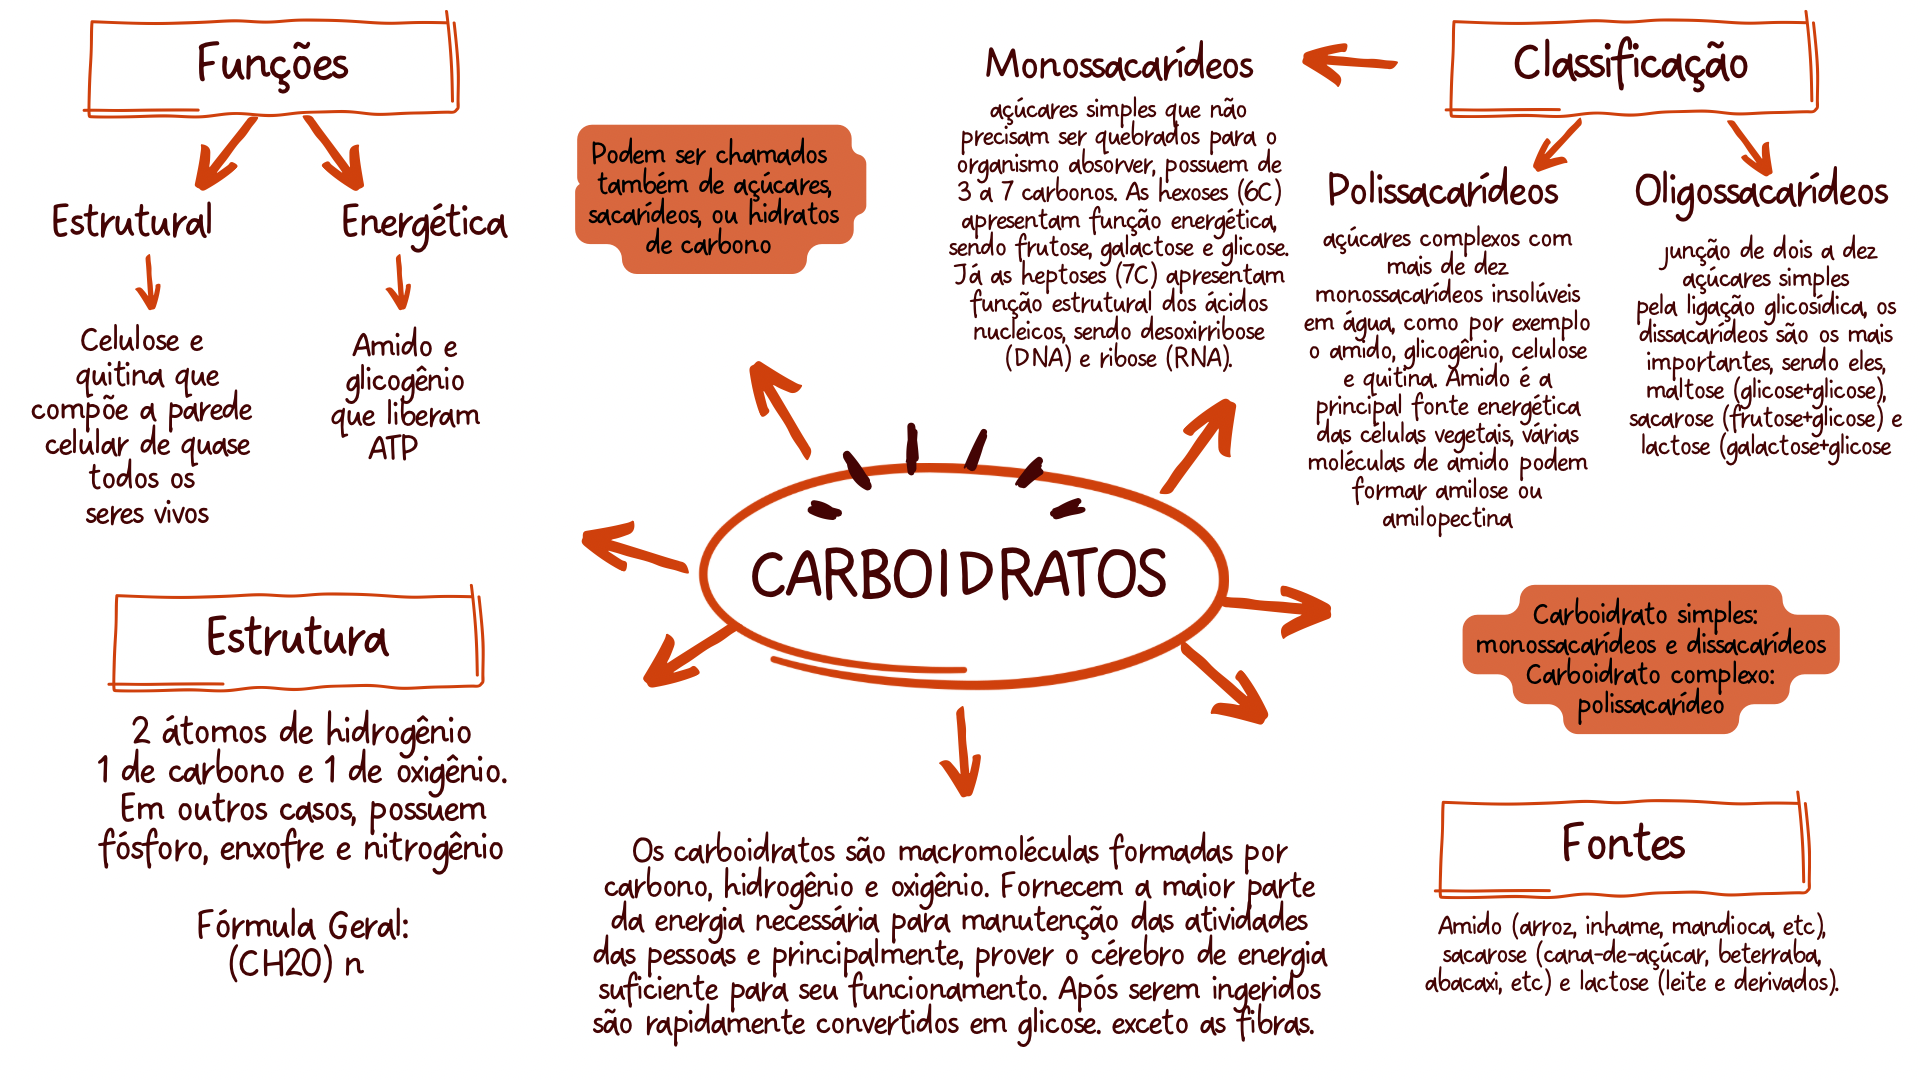 Funções
Estrutural
Celulose e
quitina que
compõe a parede
celular de quase
todos os
seres vivos
Energética
Amido e
glicogênio
que liberam
ATP
Podem ser chamados
também de açúcares,
sacarídeos, ou hidratos
de carbono
Classificação
Monossacarídeos
açúcares simples que não
precisam ser quebrados para o
organismo absorver, possuem de
3 a 7 carbonos. As hexoses (6C)
apresentam função energética,
sendo frutose, galactose e glicose.
Já as heptoses (7C) apresentam
função estrutural dos ácidos
nucleicos, sendo desoxirribose
(DNA) e ribose (RNA).
Polissacarídeos
açúcares complexos com
mais de dez
monossacarídeos insolúveis
em água, como por exemplo
o amido, glicogênio, celulose
e quitina. Amido é a
principal fonte energética
das células vegetais, várias
moléculas de amido podem
formar amilose ou
amilopectina
Oligossacarídeos
junção de dois a dez
açúcares simples
pela ligação glicosídica, os
dissacarídeos são os mais
importantes, sendo eles,
maltose (glicose+glicose),
sacarose (frutose+glicose) e
lactose (galactose+glicose
CARBOIDRATOS
Estrutura
2 átomos de hidrogênio
1 de carbono e 1 de oxigênio.
Em outros casos, possuem
fósforo, enxofre e nitrogênio
Fórmula Geral:
(CH2O) n
Os carboidratos são macromoléculas formadas por
carbono, hidrogênio e oxigênio. Fornecem a maior parte
da energia necessária para manutenção das atividades
das pessoas e principalmente, prover o cérebro de energia
suficiente para seu funcionamento. Após serem ingeridos
são rapidamente convertidos em glicose. exceto as fibras.
Carboidrato simples:
monossacarídeos e dissacarídeos
Carboidrato complexo:
polissacarídeo
Fontes
Amido (arroz, inhame, mandioca, etc),
sacarose (cana-de-açúcar, beterraba,
abacaxi, etc) e lactose (leite e derivados).